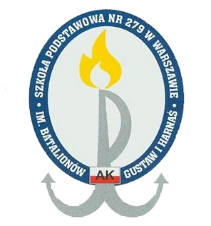 SZKOŁA PODSTAWOWA NR 279 W WARSZAWIE
IM. BATALIONÓW GUSTAW I HARNAŚ
AK